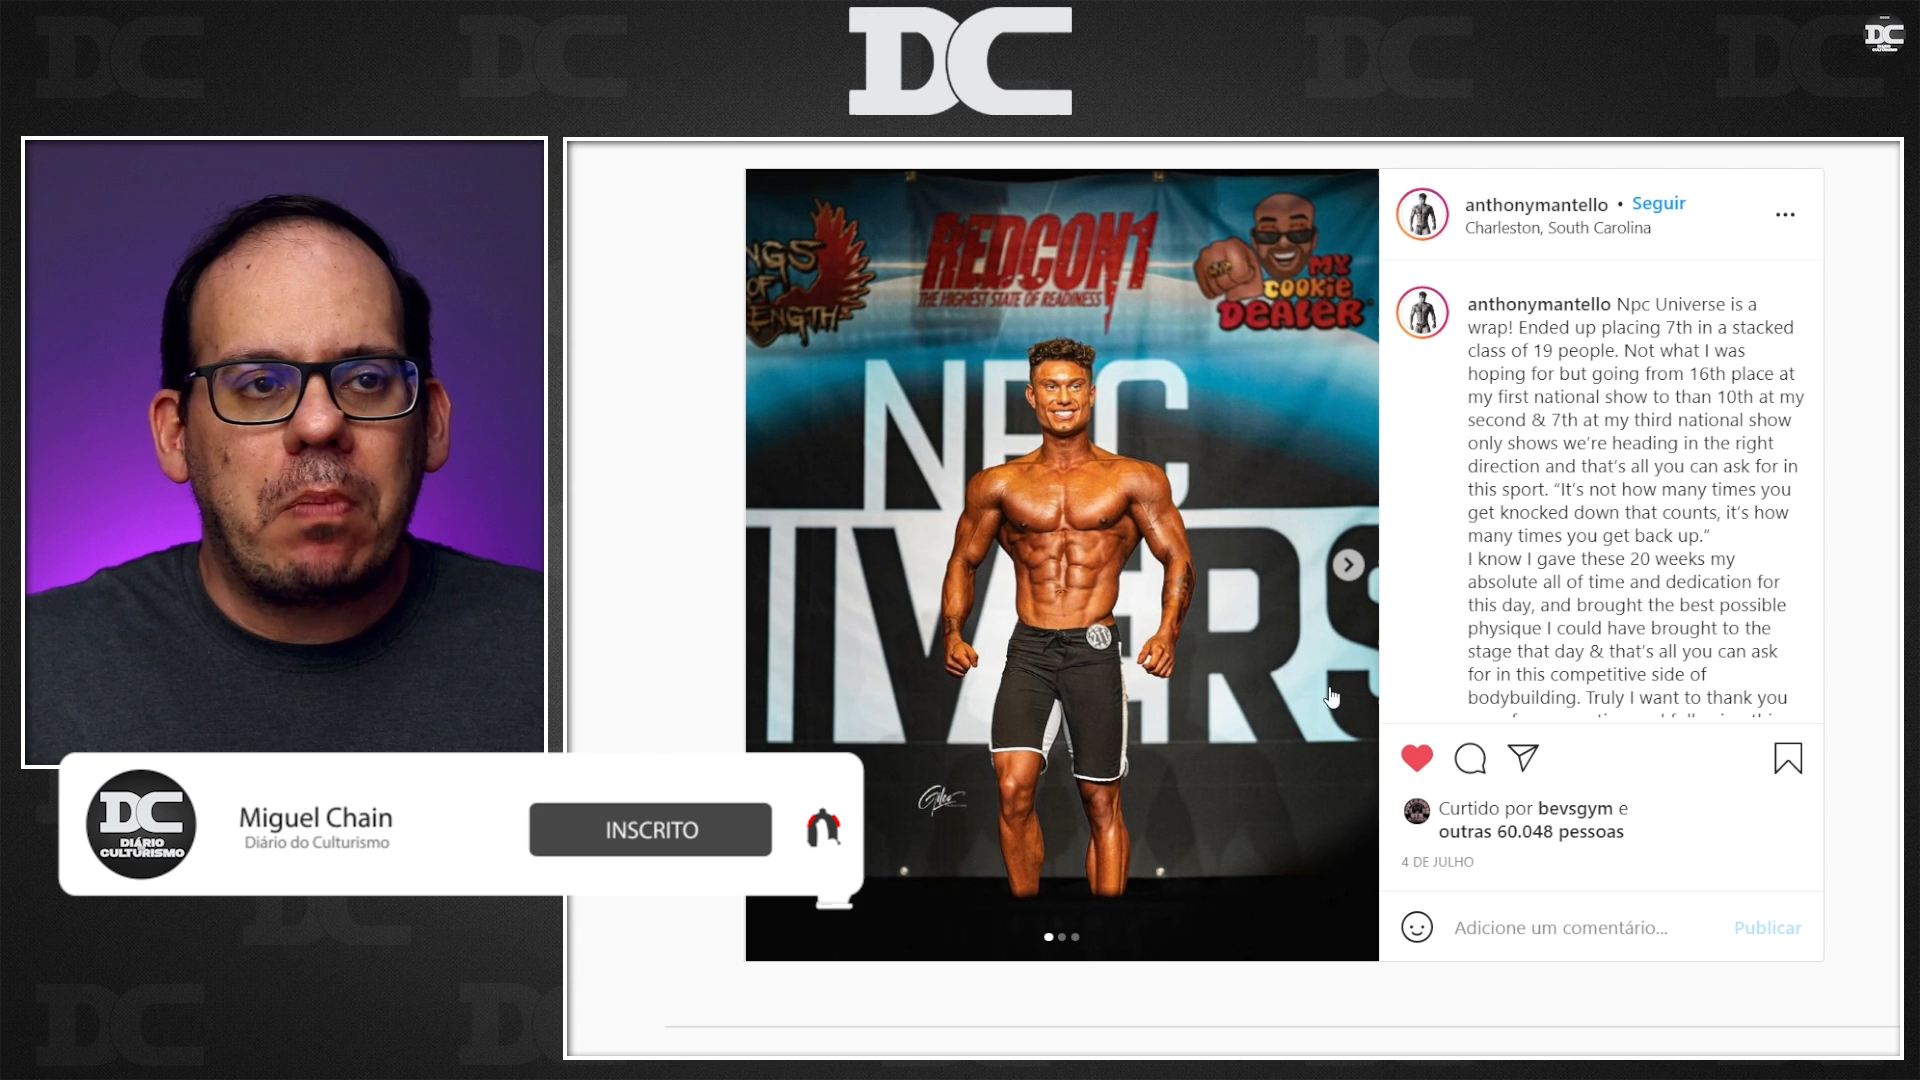 DC
DC
anthonymantello • Seguir
Charleston, South Carolina
anthonymantello Npc Universe is a
wrap! Ended up placing 7th in a stacked
class of 19 people. Not what I was
hoping for but going from 16th place at
my first national show to than 10th at my
second & 7th at my third national show
only shows we’re heading in the right
direction and that’s all you can ask for in
this sport. “It’s not how many times you
get knocked down that counts, it’s how
many times you get back up.”
I know I gave these 20 weeks my
absolute all of time and dedication for
this day, and brought the best possible
physique I could have brought to the
stage that day & that’s all you can ask
for in this competitive side of
bodybuilding. Truly I want to thank you
Curtido por bevsgym e
outras 60.048 pessoas
4 DE JULHO
Adicione um comentário... Publicar
NGS
OF
ENGTH
REDCON1
THE HIGHEST STATE OF READINESS
MY
COOKIE
DEALER
NPC
IVERS
211
DC
DIÁRIO
CULTURISMO
Miguel Chain
Diário do Culturismo
INSCRITO